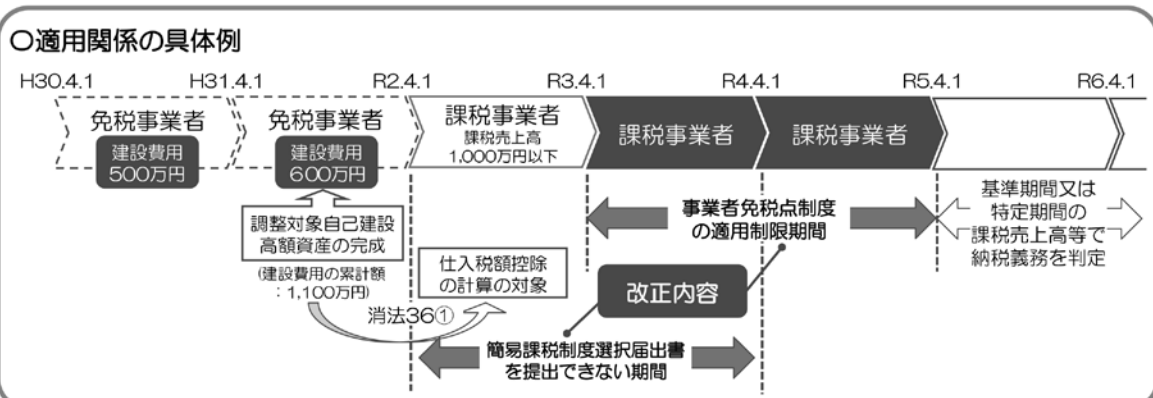 〇適用関係の具体例
H30.4.1 H31.4.1 R2.4.1 R3.4.1 R4.4.1 R5.4.1 R6.4.1
免税事業者
建設費用
500万円
免税事業者
建設費用
600万円
課税事業者
課税売上高
1,000万円以下
課税事業者
課税事業者
調整対象自己建設
高額資産の完成
(建設費用の累計額
:1,100万円)
消法36①
仕入税額控除
の計算の対象
事業者免税点制度
の適用制限期間
基準期間又は
特定期間の
課税売上高等で
納税義務を判定
改正内容
簡易課税制度選択届出書
を提出できない期間